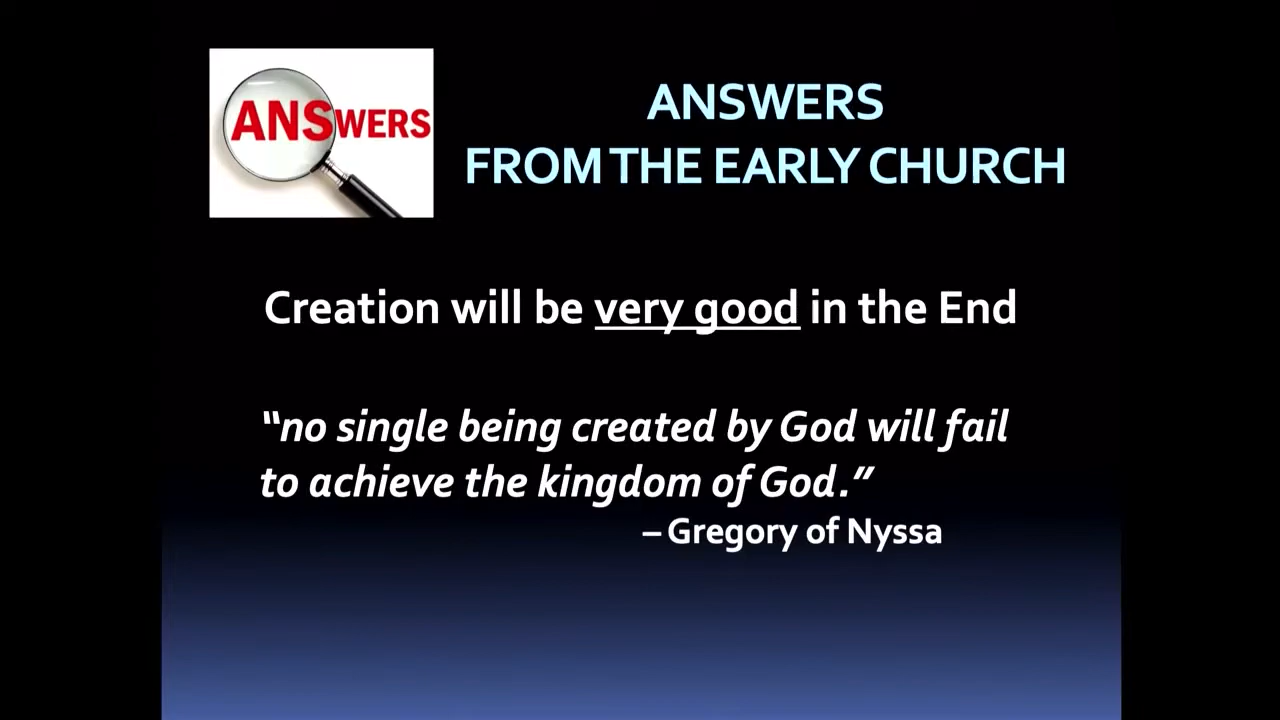 ANSWERS
ANSWERS
FROM THE EARLY CHURCH
Creation will be very good in the End
“no single being created by God will fail
to achieve the kingdom of God.”
– Gregory of Nyssa